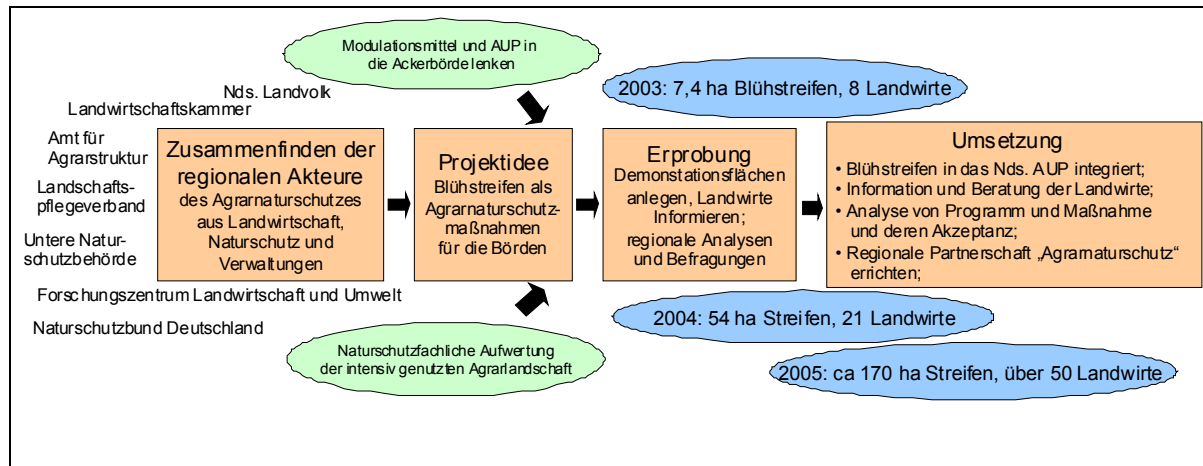 Modulationsmittel und AUP in
die Ackerbörde lenken
2003: 7,4 ha Blühstreifen, 8 Landwirte
Nds. Landvolk
Landwirtschaftskammer
Amt für
Agrarstruktur
Landschafts-
pflegeverband
Untere Natur-
schutzbehörde
Forschungszentrum Landwirtschaft und Umwelt
Naturschutzbund Deutschland
Zusammenfinden der
regionalen Akteure
des Agrarnaturschutzes
aus Landwirtschaft,
Naturschutz und
Verwaltungen
Projektidee
Blühstreifen als
Agrarnaturschutz-
maßnahmen
für die Börden
Erprobung
Demonstationsflächen
anlegen, Landwirte
Informieren;
regionale Analysen
und Befragungen
Umsetzung
• Blühstreifen in das Nds. AUP integriert;
• Information und Beratung der Landwirte;
• Analyse von Programm und Maßnahme
und deren Akzeptanz;
• Regionale Partnerschaft „Agrarnaturschutz“
errichten;
Naturschutzfachliche Aufwertung
der intensiv genutzten Agrarlandschaft
2004: 54 ha Streifen, 21 Landwirte
2005: ca 170 ha Streifen, über 50 Landwirte